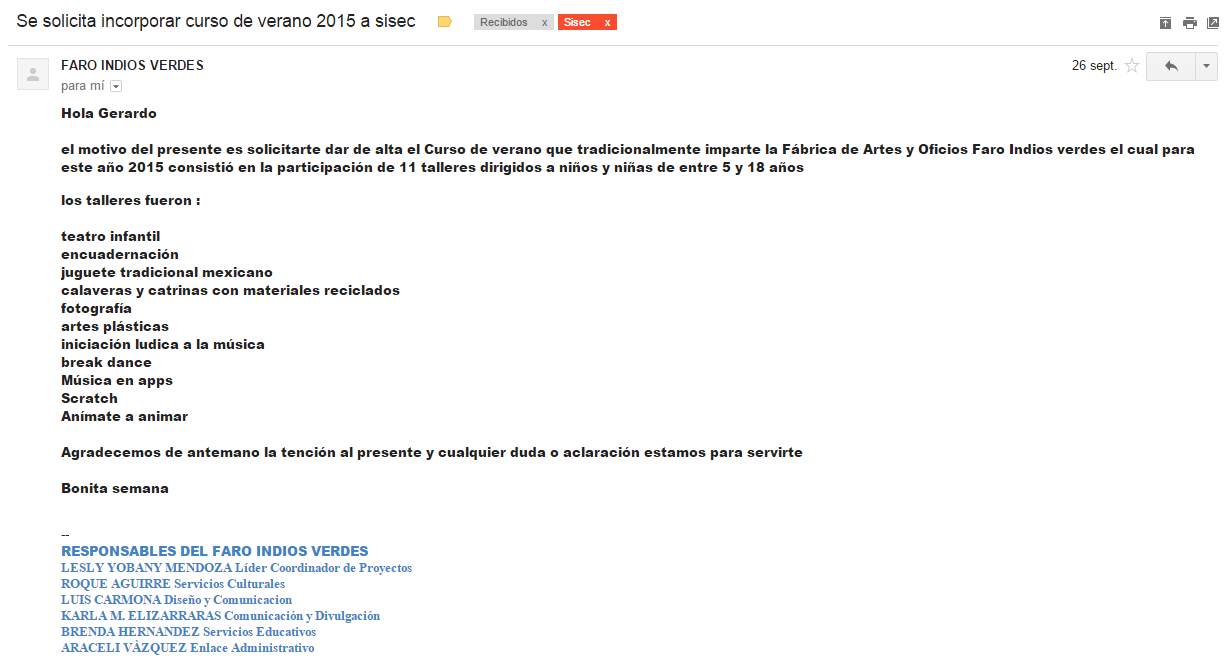 Se solicita incorporar curso de verano 2015 a sisec
Recibidos x Sisec x
FARO INDIOS VERDES
26 sept.
para mí
Hola Gerardo
el motivo del presente es solicitarte dar de alta el Curso de verano que tradicionalmente imparte la Fábrica de Artes y Oficios Faro Indios verdes el cual para
este año 2015 consistió en la participación de 11 talleres dirigidos a niños y niñas de entre 5 y 18 años
los talleres fueron :
teatro infantil
encuadernación
juguete tradicional mexicano
calaveras y catrinas con materiales reciclados
fotografía
artes plásticas
iniciación ludica a la música
break dance
Música en apps
Scratch
Anímate a animar
Agradecemos de antemano la tención al presente y cualquier duda o aclaración estamos para servirte
Bonita semana
--
RESPONSABLES DEL FARO INDIOS VERDES
LESLY YOBANY MENDOZA Líder Coordinador de Proyectos
ROQUE AGUIRRE Servicios Culturales
LUIS CARMONA Diseño y Comunicacion
KARLA M. ELIZARRARAS Comunicación y Divulgación
BRENDA HERNANDEZ Servicios Educativos
ARACELI VÀZQUEZ Enlace Administrativo